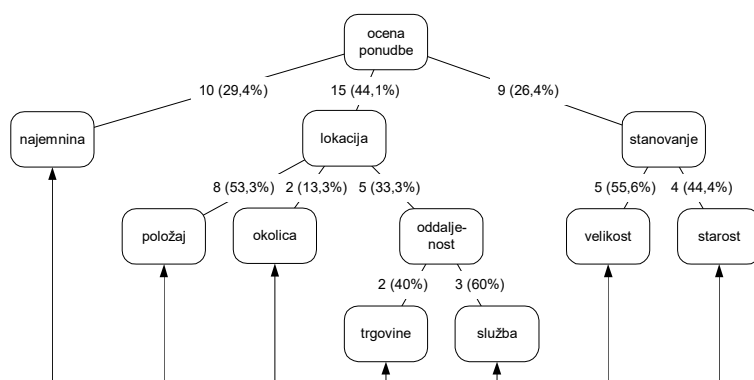 ocena
ponudbe
10 (29,4%)
15 (44,1%)
9 (26,4%)
najemnina
lokacija
stanovanje
8 (53,3%)
2 (13,3%)
5 (33,3%)
5 (55,6%)
4 (44,4%)
položaj
okolica
oddalje-
nost
velikost
starost
2 (40%)
3 (60%)
trgovine
služba